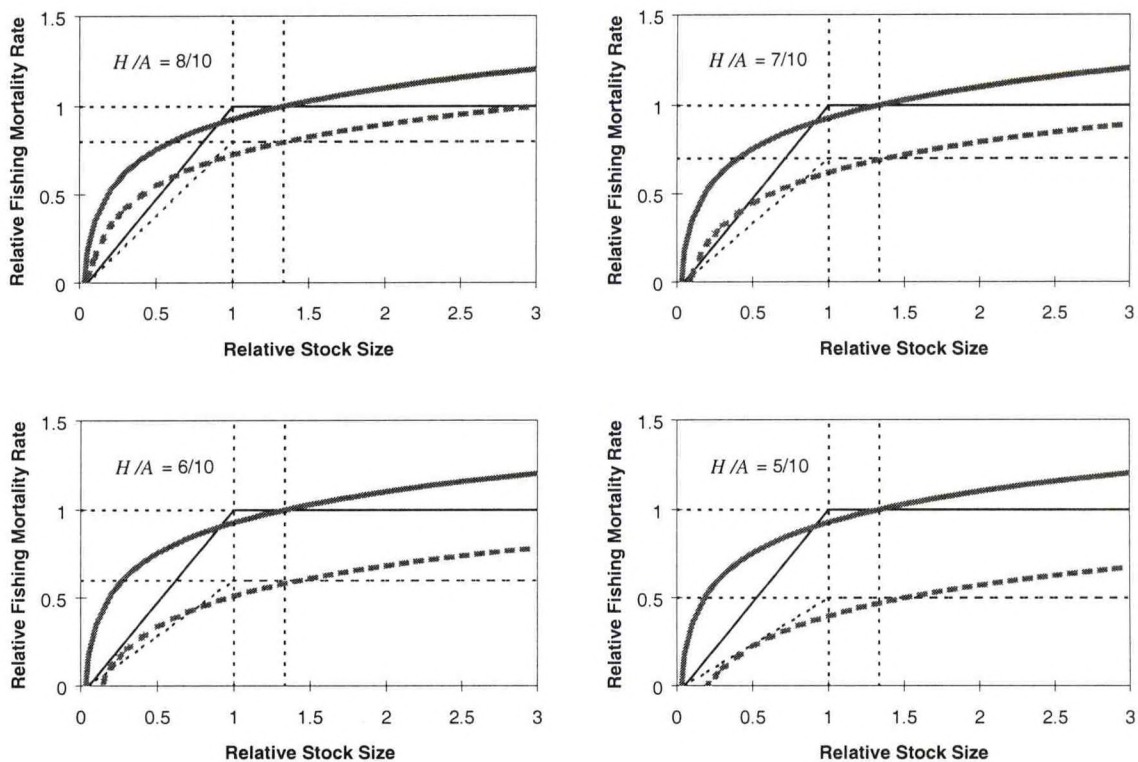 Relative Fishing Mortality Rate
1.5
1
0.5
0
H/A = 8/10
0 0.5 1 1.5 2 2.5 3
Relative Stock Size
Relative Fishing Mortality Rate
1.5
1
0.5
0
H/A = 7/10
0 0.5 1 1.5 2 2.5 3
Relative Stock Size
Relative Fishing Mortality Rate
1.5
1
0.5
0
H/A = 6/10
0 0.5 1 1.5 2 2.5 3
Relative Stock Size
Relative Fishing Mortality Rate
1.5
1
0.5
0
H/A = 5/10
0 0.5 1 1.5 2 2.5 3
Relative Stock Size